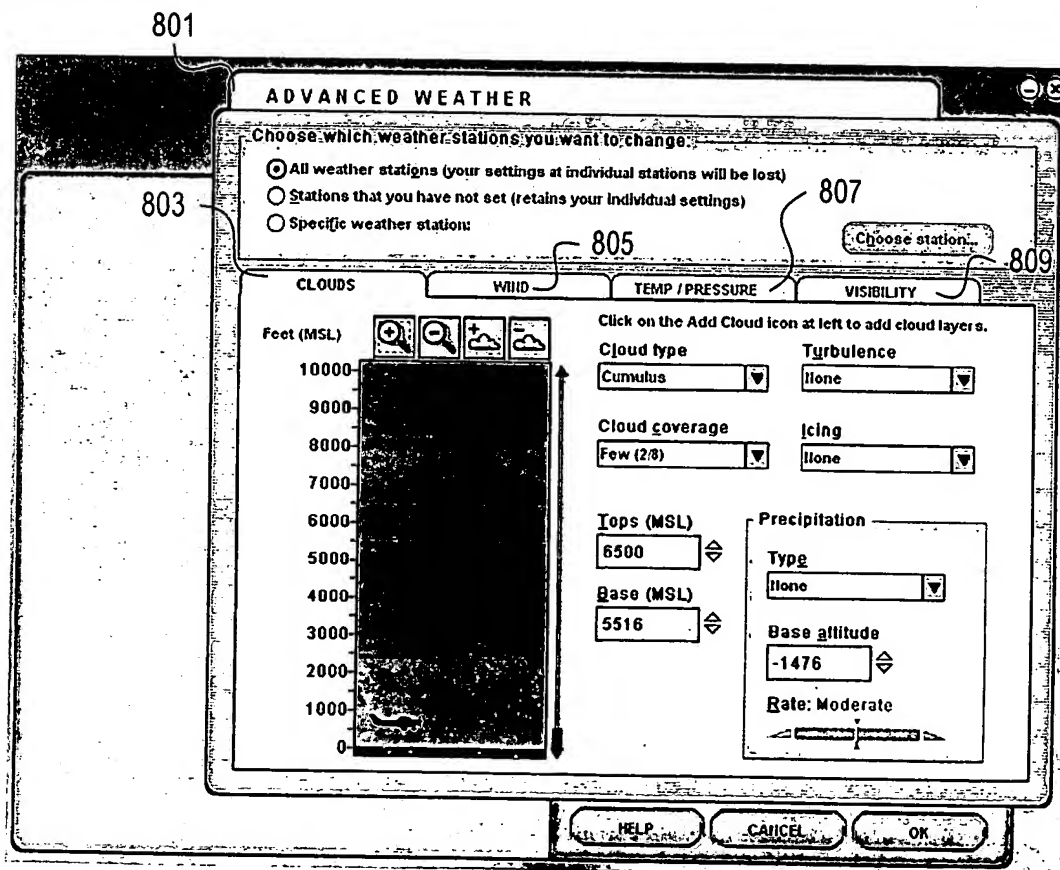 801
ADVANCED WEATHER
Choose which weather stations you want to change:
All weather stations (your settings at individual stations will be lost)
803
807
Stations that you have not set (retains your individual settings)
Specific weather station:
805
Choose station...
809
CLOUDS
WIND
TEMP / PRESSURE
VISIBILITY
Feet (MSL)
Click on the Add Cloud icon at left to add cloud layers.
Cloud type
Turbulence
10000
Cumulus
None
9000
8000
Cloud coverage
Icing
Few (2/8)
None
7000
6000
Tops (MSL)
Precipitation
6500
5000
Type
None
4000
Base (MSL)
5516
3000
Base altitude
-1476
2000
1000
Rate: Moderate
0
HELP
CANCEL
OK